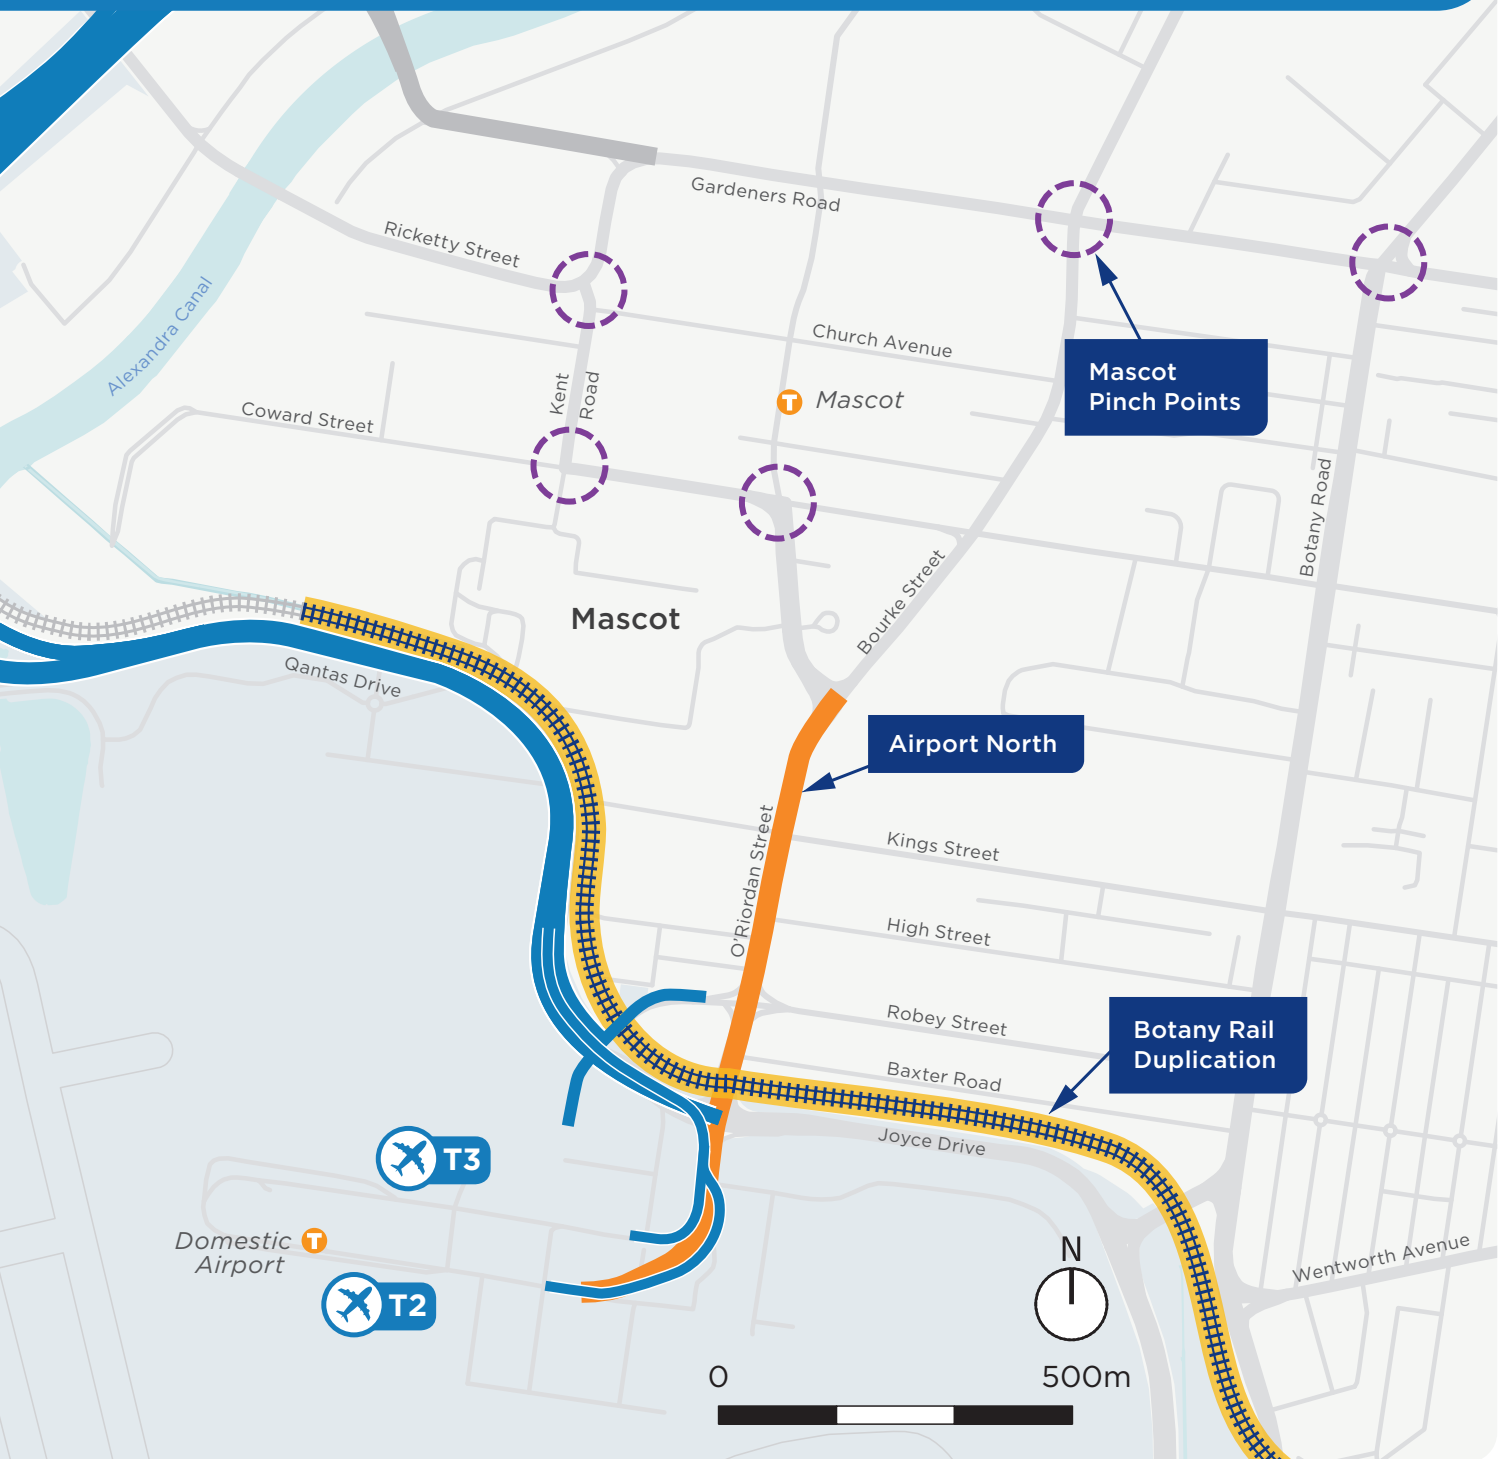 Gardeners Road
Ricketty Street
Alexandra Canal
Church Avenue
Mascot
Pinch Points
Kent
Road
Mascot
Coward Street
Botany Road
Bourke Street
Mascot
Qantas Drive
Airport North
O'Riordan Street
Kings Street
High Street
Robey Street
Botany Rail
Duplication
Baxter Road
Joyce Drive
T3
Domestic
Airport
T
T
T2
N
Wentworth Avenue
0
500m